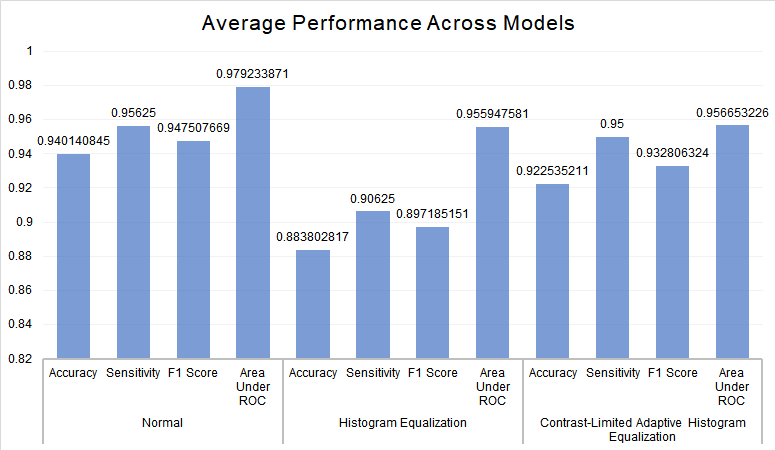 Average Performance Across Models
1
0.98
0.96
0.94
0.92
0.9
0.88
0.86
0.84
0.82
0.940140845
0.95625
0.947507669
0.979233871
0.883802817
0.90625
0.897185151
0.955947581
0.922535211
0.95
0.932806324
0.956653226
Accuracy
Sensitivity
F1 Score
Area
Under
ROC
Accuracy
Sensitivity
F1 Score
Area
Under
ROC
Accuracy
Sensitivity
F1 Score
Area
Under
ROC
Normal
Histogram Equalization
Contrast-Limited Adaptive Histogram
Equalization